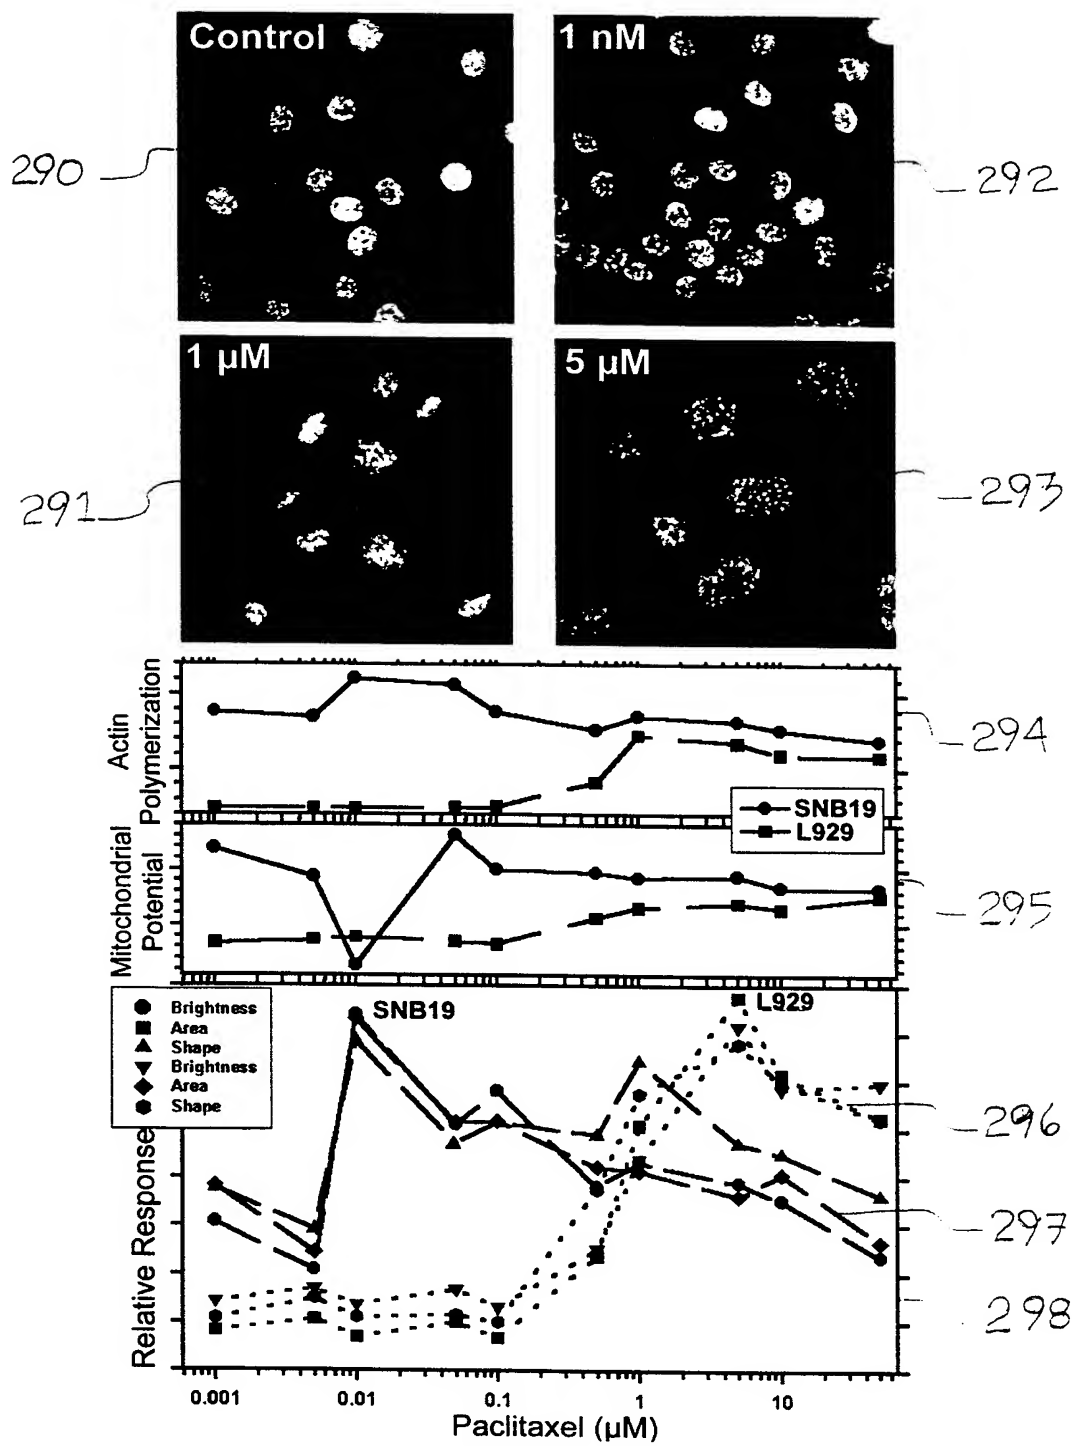 Control
1 nM
290
292
1 µM
5 µM
291
293
Actin
Polymerization
294
SNB19
L929
Mitochondrial
Potential
295
Brightness
Area
Shape
Brightness
Area
Shape
SNB19
L929
296
297
298
Relative Response
0.001 0.01 0.1 1 10
Paclitaxel (µM)